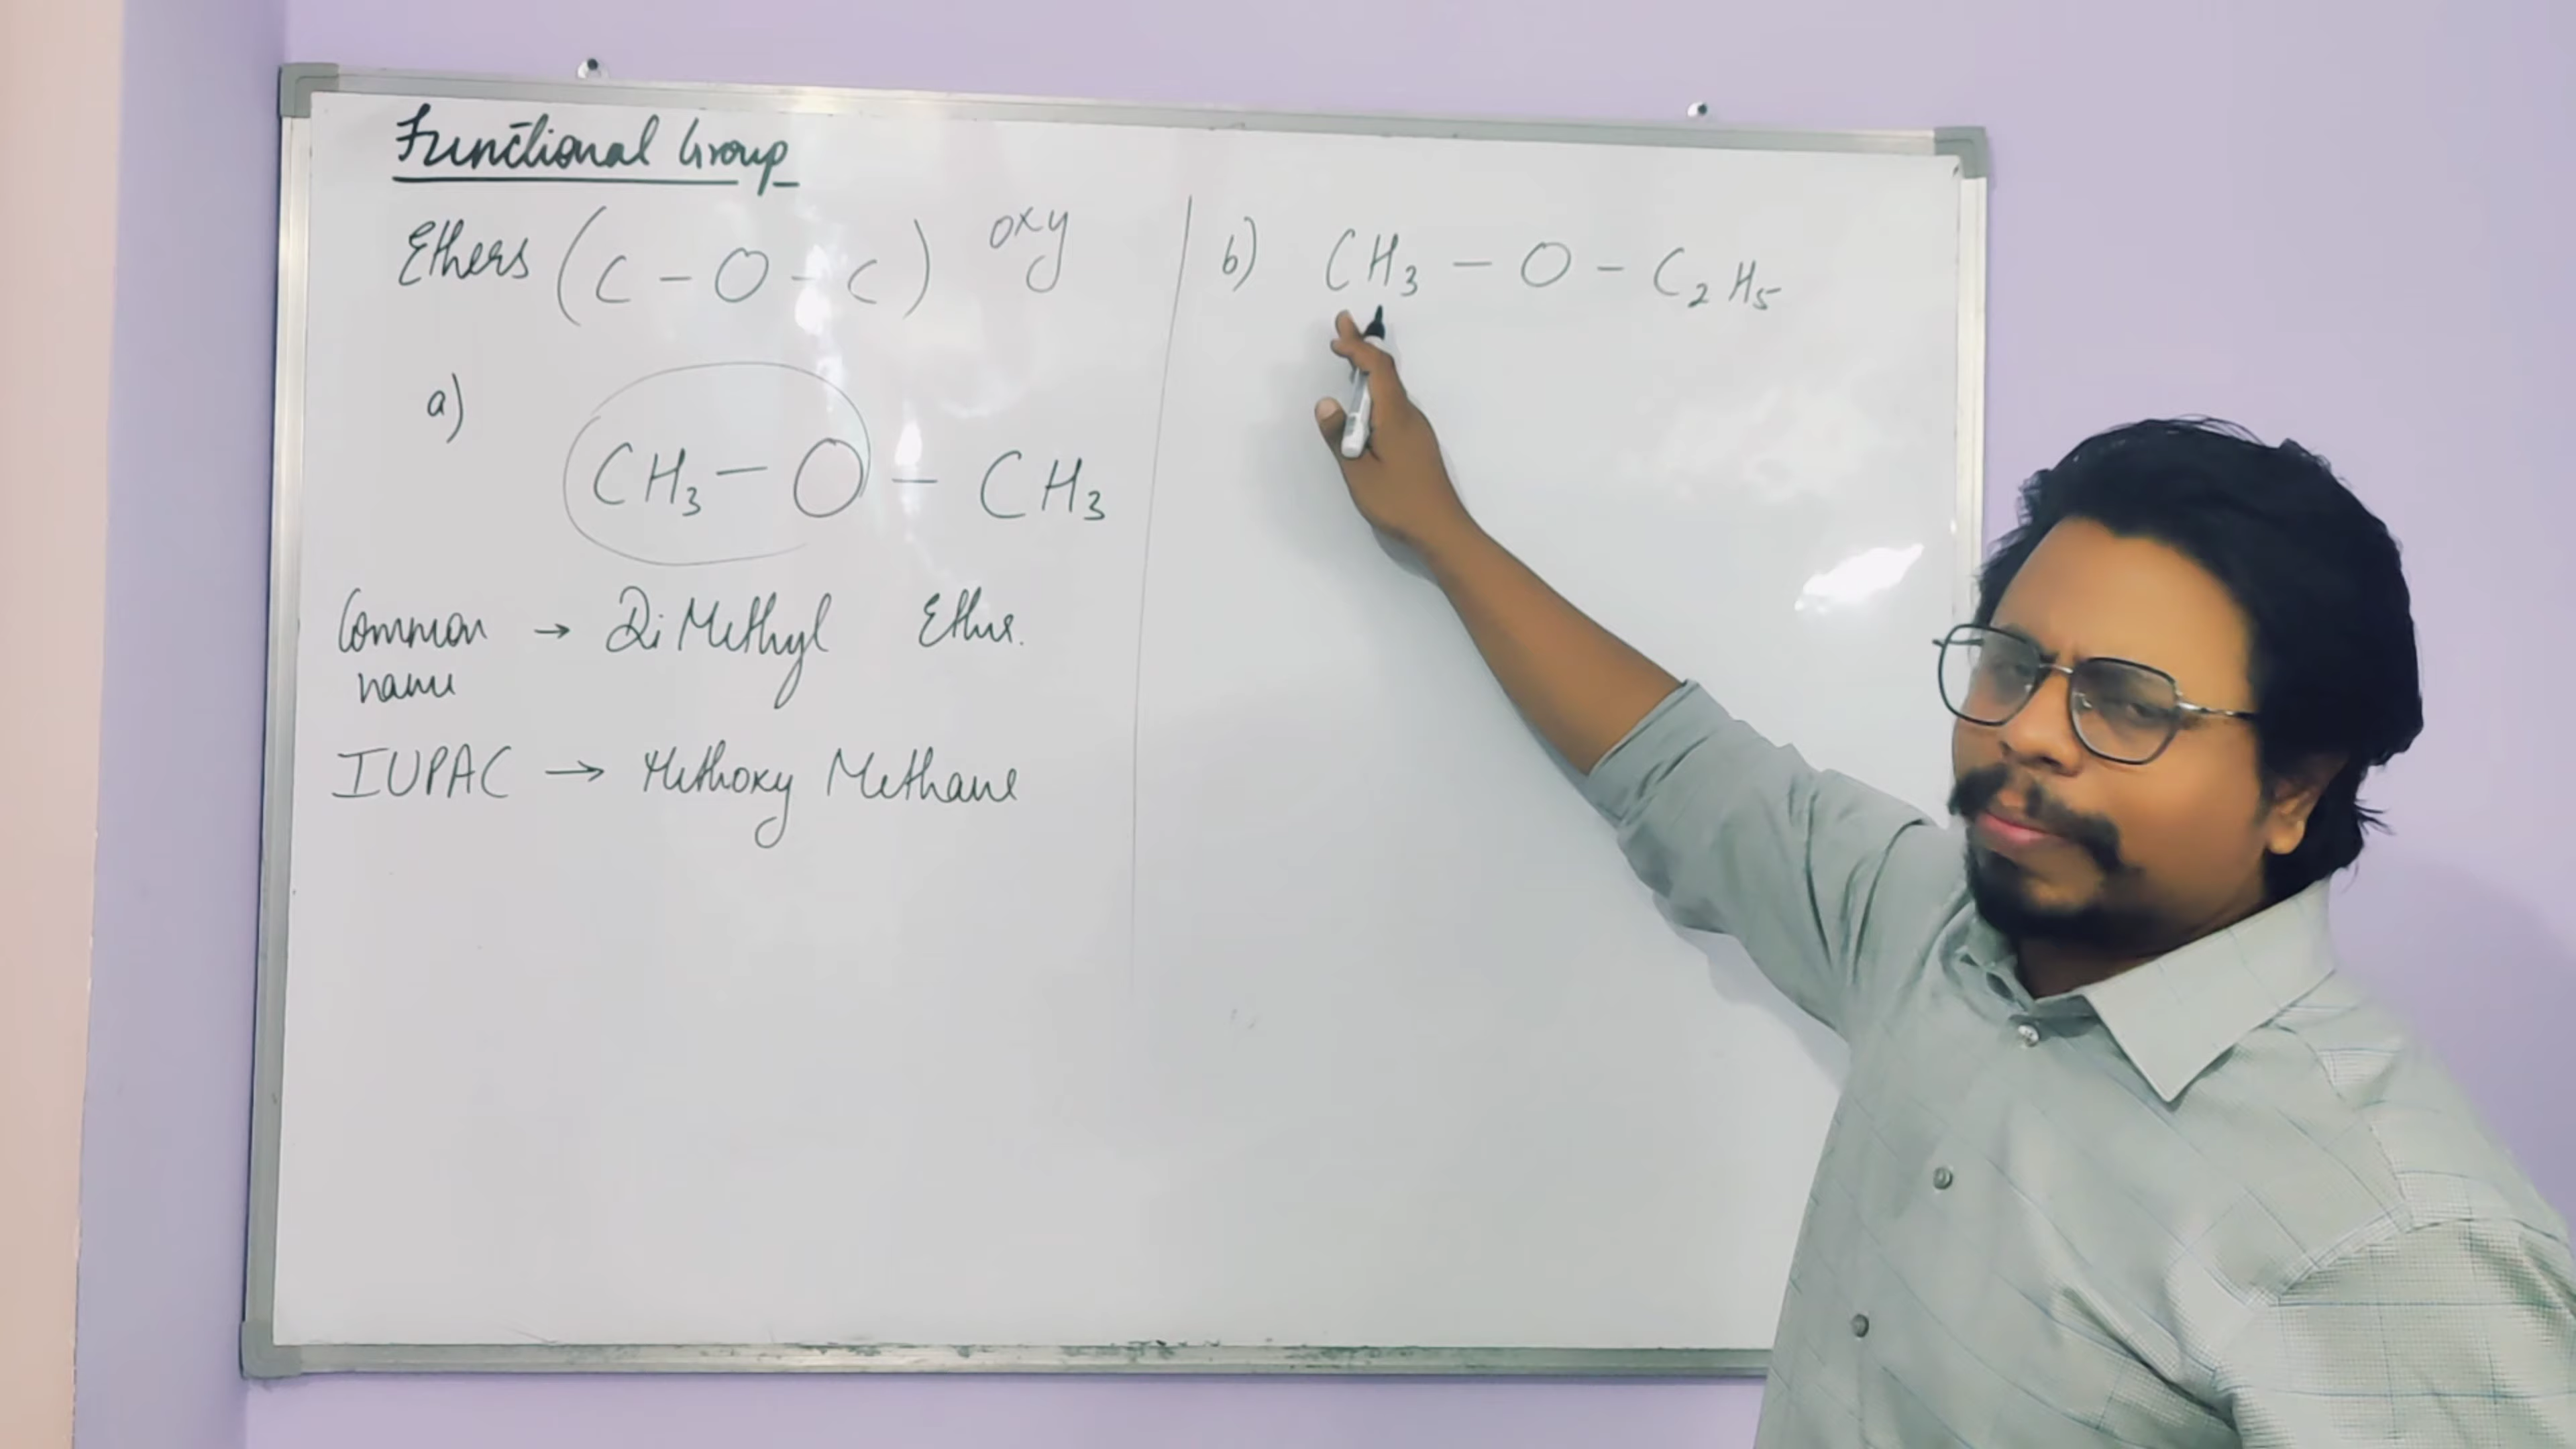 Functional Group
Ethers (C - O - C) oxy
a)
CH₃ - O - CH₃
Common → Di Methyl Ether.
name
IUPAC → Methoxy Methane
b) CH₃ - O - C₂H₅